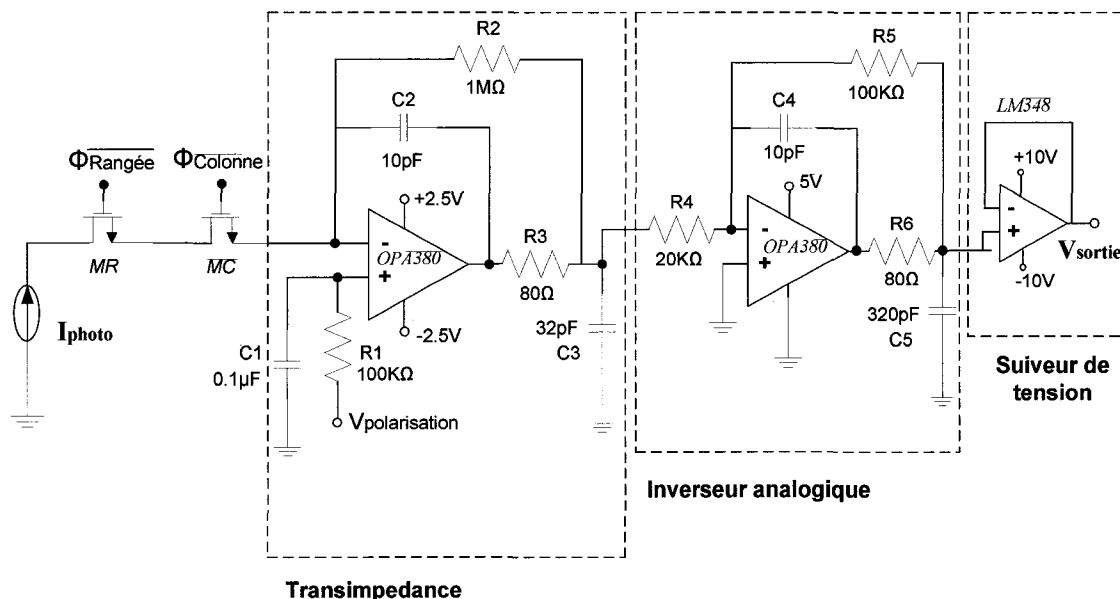 R2
1MΩ
C2
10pF
ΦRangée
ΦColonne
MR
MC
Iphoto
+2.5V
-
OPA380
+
-2.5V
R3
80Ω
C1
0.1µF
R1
100KΩ
Vpolarisation
32pF
C3
Transimpedance
R5
100KΩ
C4
10pF
R4
20KΩ
5V
-
OPA380
+
R6
80Ω
320pF
C5
Inverseur analogique
LM348
+10V
-
+
-10V
Vsortie
Suiveur de
tension